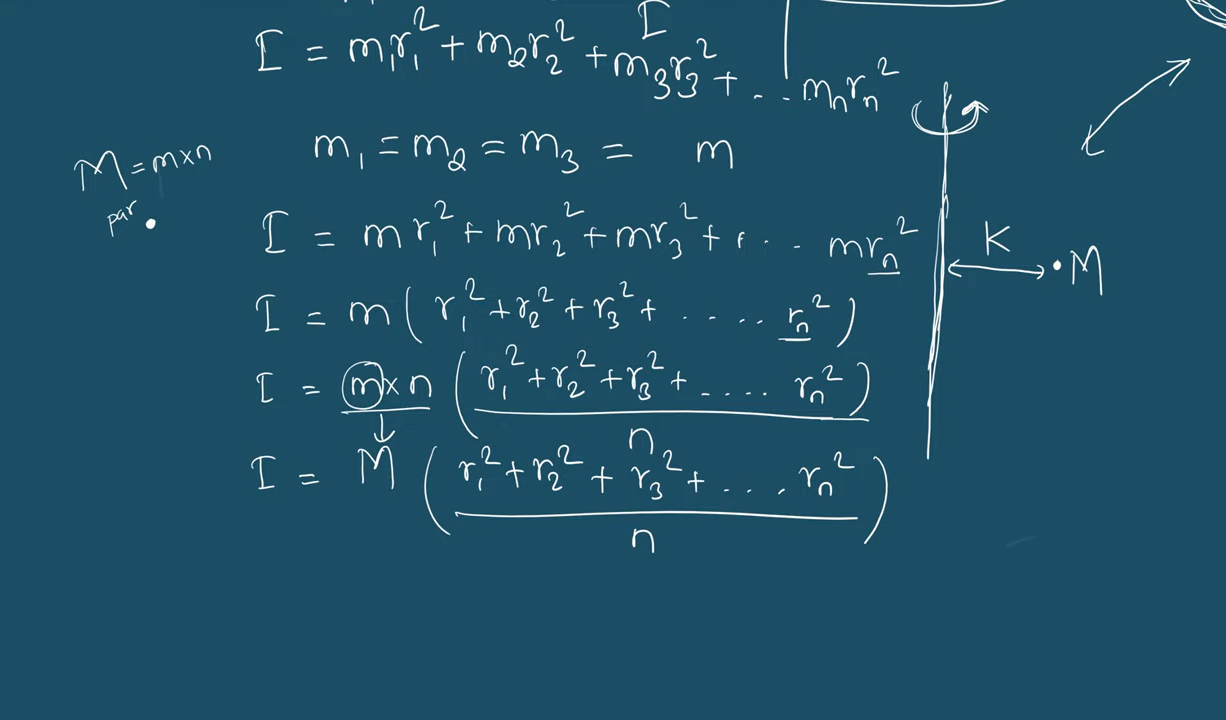 I
I = m₁r₁² + m₂r₂² + m₃r₃² + ... mₙrₙ²
M = m×n
m₁ = m₂ = m₃ = m
par
I = mr₁² + mr₂² + mr₃² + ... mrₙ²
K
M
I = m(r₁² + r₂² + r₃² + ..... rₙ²)
I = m×n (r₁² + r₂² + r₃² + ..... rₙ²)
n
I = M (r₁² + r₂² + r₃² + .... rₙ²)
n